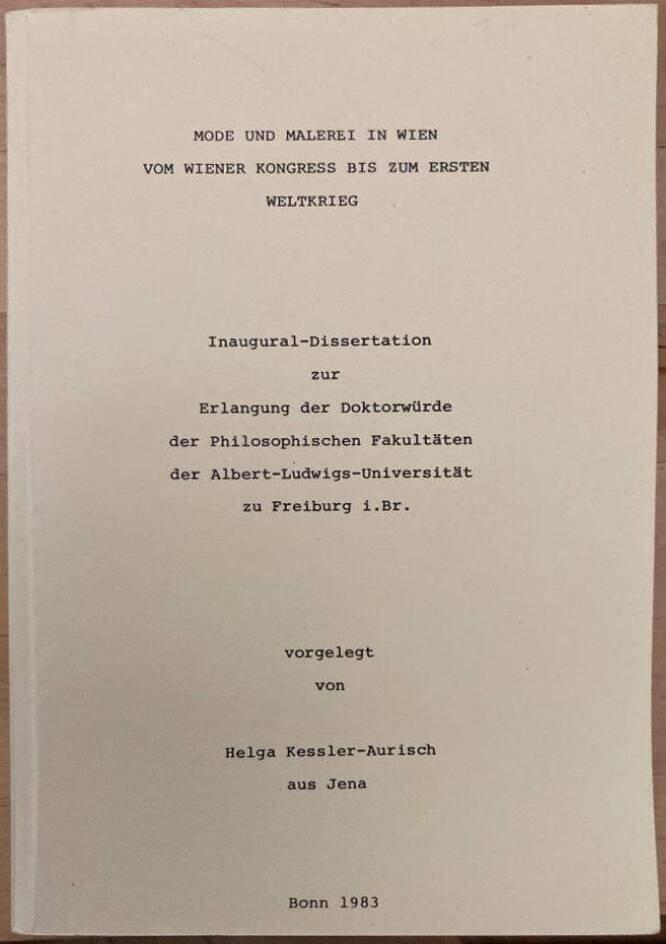 MODE UND MALEREI IN WIEN
VOM WIENER KONGRESS BIS ZUM ERSTEN
WELTKRIEG
Inaugural-Dissertation
zur
Erlangung der Doktorwürde
der Philosophischen Fakultäten
der Albert-Ludwigs-Universität
zu Freiburg i.Br.
vorgelegt
von
Helga Kessler-Aurisch
aus Jena
Bonn 1983